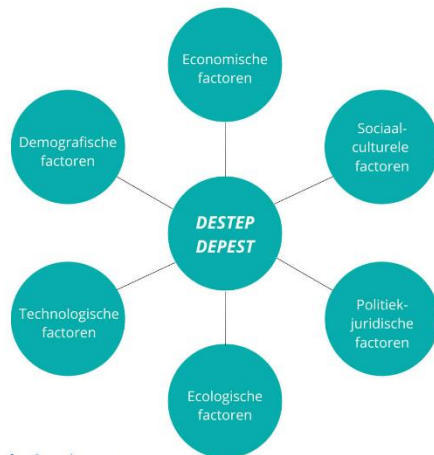 Economische
factoren
Sociaal-
culturele
factoren
Demografische
factoren
DESTEP
DEPEST
Technologische
factoren
Politiek-
juridische
factoren
Ecologische
factoren